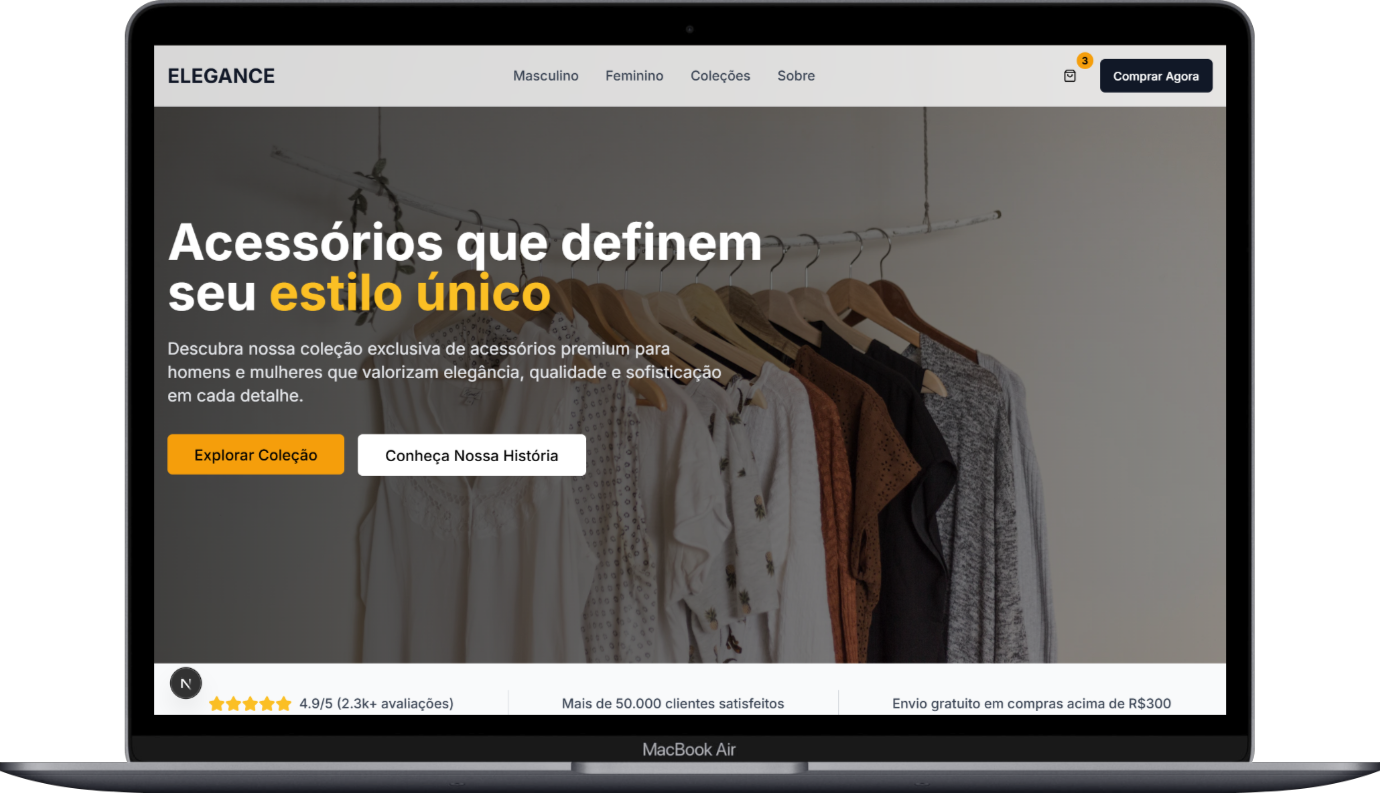 ELEGANCE
Masculino Feminino Coleções Sobre
3
Comprar Agora
Acessórios que definem
seu estilo único
Descubra nossa coleção exclusiva de acessórios premium para
homens e mulheres que valorizam elegância, qualidade e sofisticação
em cada detalhe.
Explorar Coleção
Conheça Nossa História
N
4.9/5 (2.3k+ avaliações)
Mais de 50.000 clientes satisfeitos
Envio gratuito em compras acima de R$300
MacBook Air